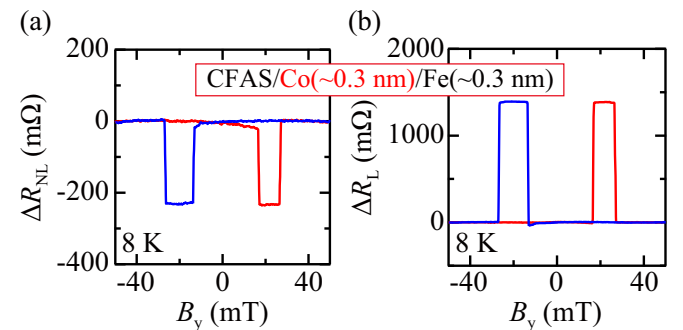 (a)
(b)
200
0
-200
-400
ΔR_NL (mΩ)
8 K
-40
0
40
B_y (mT)
CFAS/Co(~0.3 nm)/Fe(~0.3 nm)
2000
1000
0
ΔR_L (mΩ)
8 K
-40
0
40
B_y (mT)